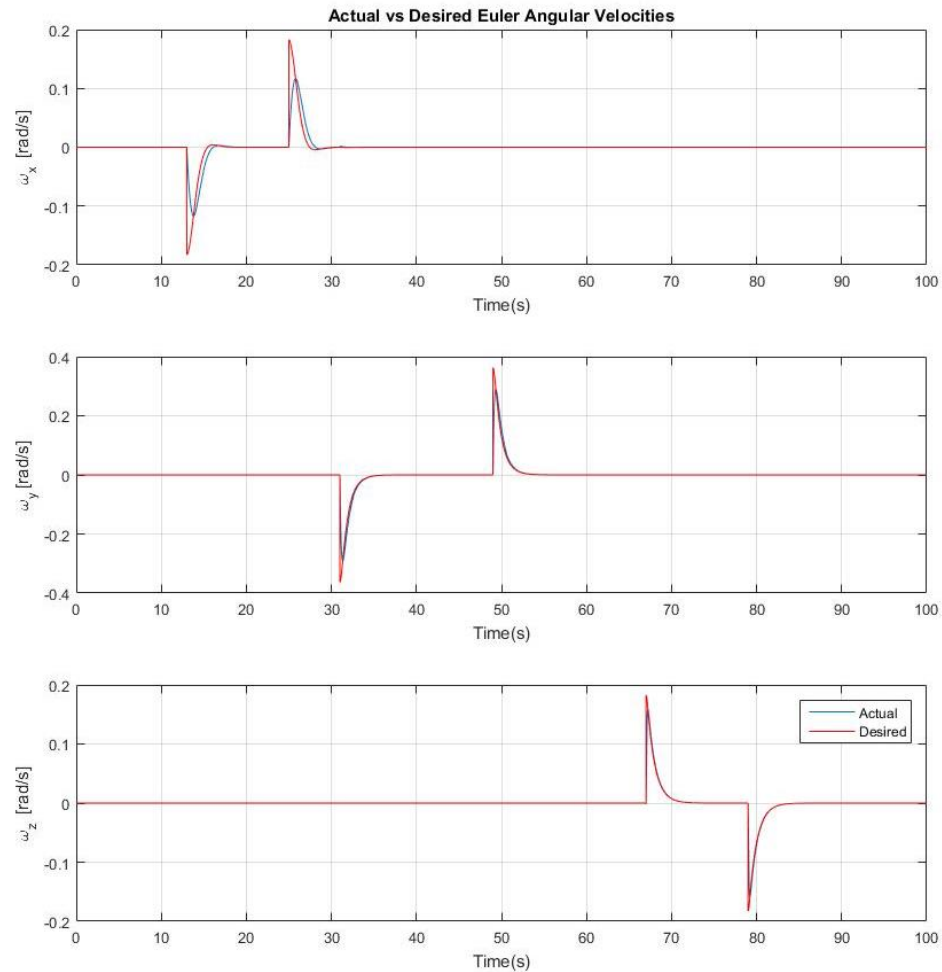 Actual vs Desired Euler Angular Velocities
0.2
0.1
0
-0.1
-0.2
ω_x [rad/s]
0 10 20 30 40 50 60 70 80 90 100
Time(s)
0.4
0.2
0
-0.2
-0.4
ω_y [rad/s]
0 10 20 30 40 50 60 70 80 90 100
Time(s)
0.2
0.1
0
-0.1
-0.2
ω_z [rad/s]
Actual
Desired
0 10 20 30 40 50 60 70 80 90 100
Time(s)